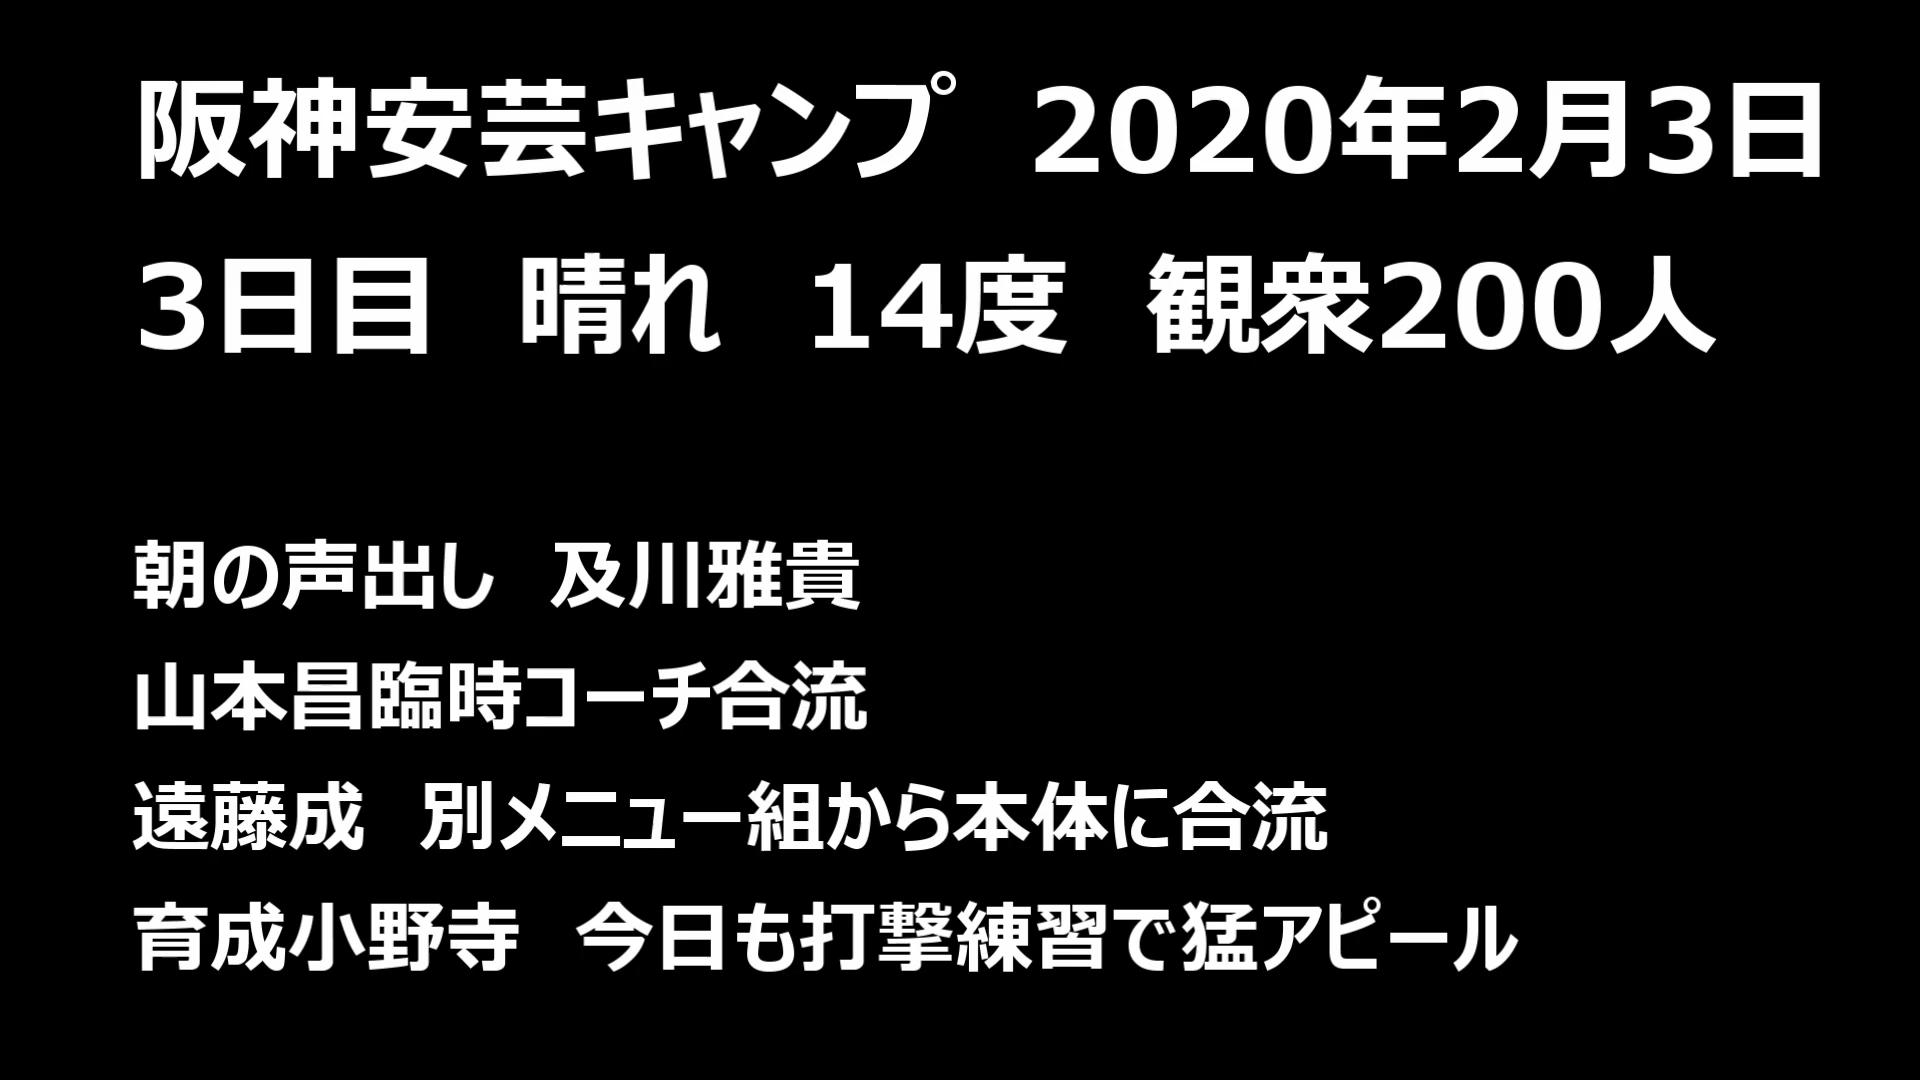 阪神安芸キャンプ　2020年2月3日
3日目　晴れ　14度　観衆200人
朝の声出し　及川雅貴
山本昌臨時コーチ合流
遠藤成　別メニュー組から本体に合流
育成小野寺　今日も打撃練習で猛アピール